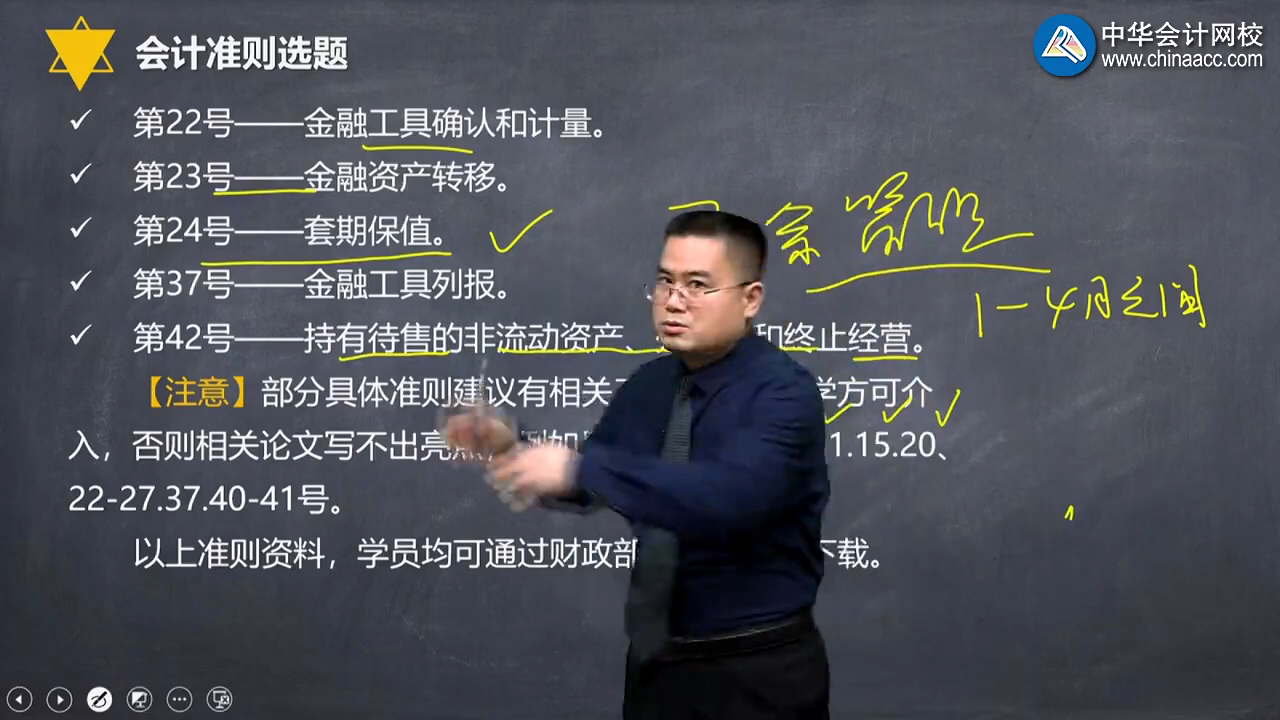 会计准则选题
中华会计网校
www.chinaacc.com
✓ 第22号——金融工具确认和计量。
✓ 第23号——金融资产转移。
✓ 第24号——套期保值。
✓ 第37号——金融工具列报。
✓ 第42号——持有待售的非流动资产、 和终止经营。
1-4月之间
【注意】部分具体准则建议有相关 学方可介
入，否则相关论文写不出亮 例如 1.15.20、
22-27.37.40-41号。
以上准则资料，学员均可通过财政部 下载。